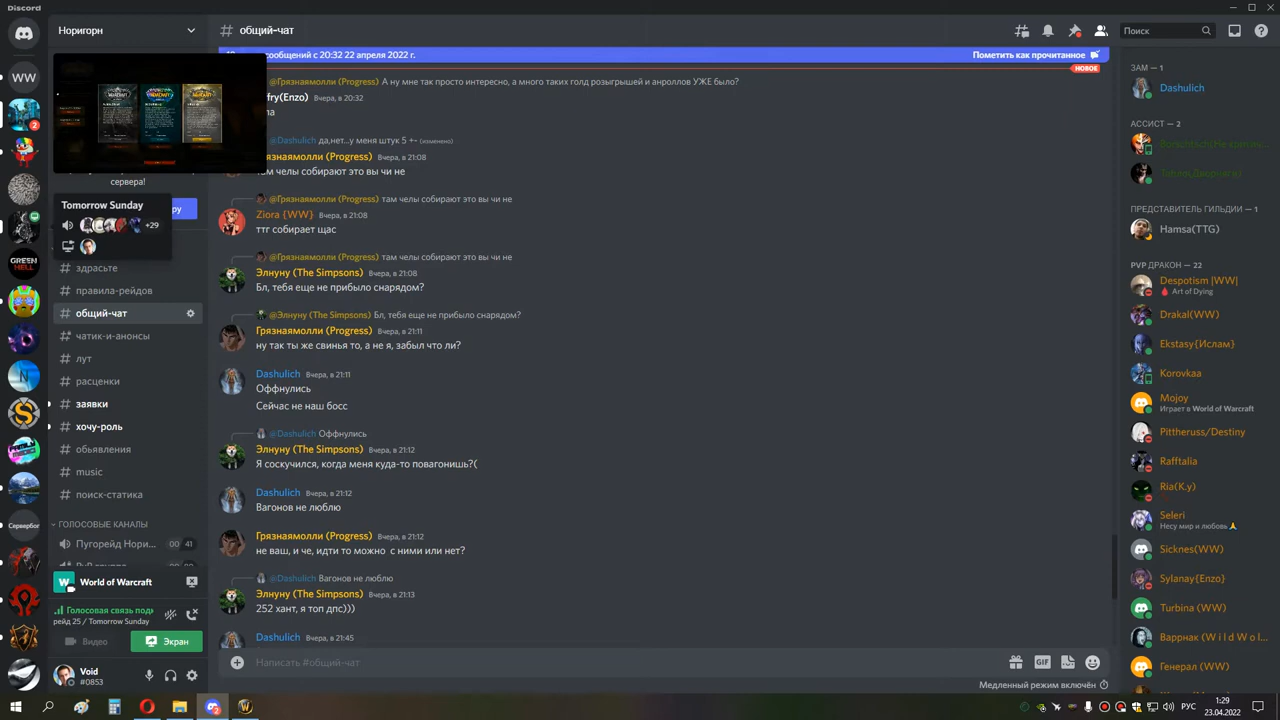 Discord
Норигорн
общий-чат
Поиск
сообщений с 20:32 22 апреля 2022 г.
Пометить как прочитанное
НОВОЕ
@Грязнаямолли (Progress) А ну мне так просто интересно, а много таких голд розыгрышей и анроллов УЖЕ было?
fry(Enzo) Вчера, в 20:32
@Dashulich да,нет...у меня штук 5 +- (изменено)
язнаямолли (Progress) Вчера, в 21:08
там челы собирают это вы чи не
@Грязнаямолли (Progress) там челы собирают это вы чи не
Ziora {WW} Вчера, в 21:08
ттг собирает щас
@Грязнаямолли (Progress) там челы собирают это вы чи не
Элнуну (The Simpsons) Вчера, в 21:08
Бл, тебя еще не прибыло снарядом?
@Элнуну (The Simpsons) Бл, тебя еще не прибыло снарядом?
Грязнаямолли (Progress) Вчера, в 21:11
ну так ты же свинья то, а не я, забыл что ли?
Dashulich Вчера, в 21:11
Оффнулись
Сейчас не наш босс
@Dashulich Оффнулись
Элнуну (The Simpsons) Вчера, в 21:12
Я соскучился, когда меня куда-то повагонишь?(
Dashulich Вчера, в 21:12
Вагонов не люблю
Грязнаямолли (Progress) Вчера, в 21:12
не ваш, и че, идти то можно с ними или нет?
@Dashulich Вагонов не люблю
Элнуну (The Simpsons) Вчера, в 21:13
252 хант, я топ дпс)))
Dashulich Вчера, в 21:45
Написать #общий-чат
GIF
Медленный режим включён
WW
2
GREEN
HELL
Сервербог
сервера!
ру
Tomorrow Sunday
+29
здрасьте
правила-рейдов
общий-чат
чатик-и-анонсы
лут
расценки
заявки
хочу-роль
обьявления
music
поиск-статика
ГОЛОСОВЫЕ КАНАЛЫ
Пугорейд Нори... 00 41
W
World of Warcraft
Голосовая связь подк
рейд 25 / Tomorrow Sunday
Видео
Экран
Void
#0853
ЗАМ — 1
Dashulich
АССИСТ — 2
ПРЕДСТАВИТЕЛЬ ГИЛЬДИИ — 1
Hamsa(TTG)
PVP ДРАКОН — 22
Despotism |WW|
Art of Dying
Drakal(WW)
Ekstasy{Ислам}
Korovkaa
Mojoy
Играет в World of Warcraft
Pittheruss/Destiny
Rafftalia
Ria(K.y)
Seleri
Несу мир и любовь
Sicknes(WW)
Sylanay(Enzo)
Turbina (WW)
Варрнак (W i l d W o l...
Генерал (WW)
РУС
1:29
23.04.2022